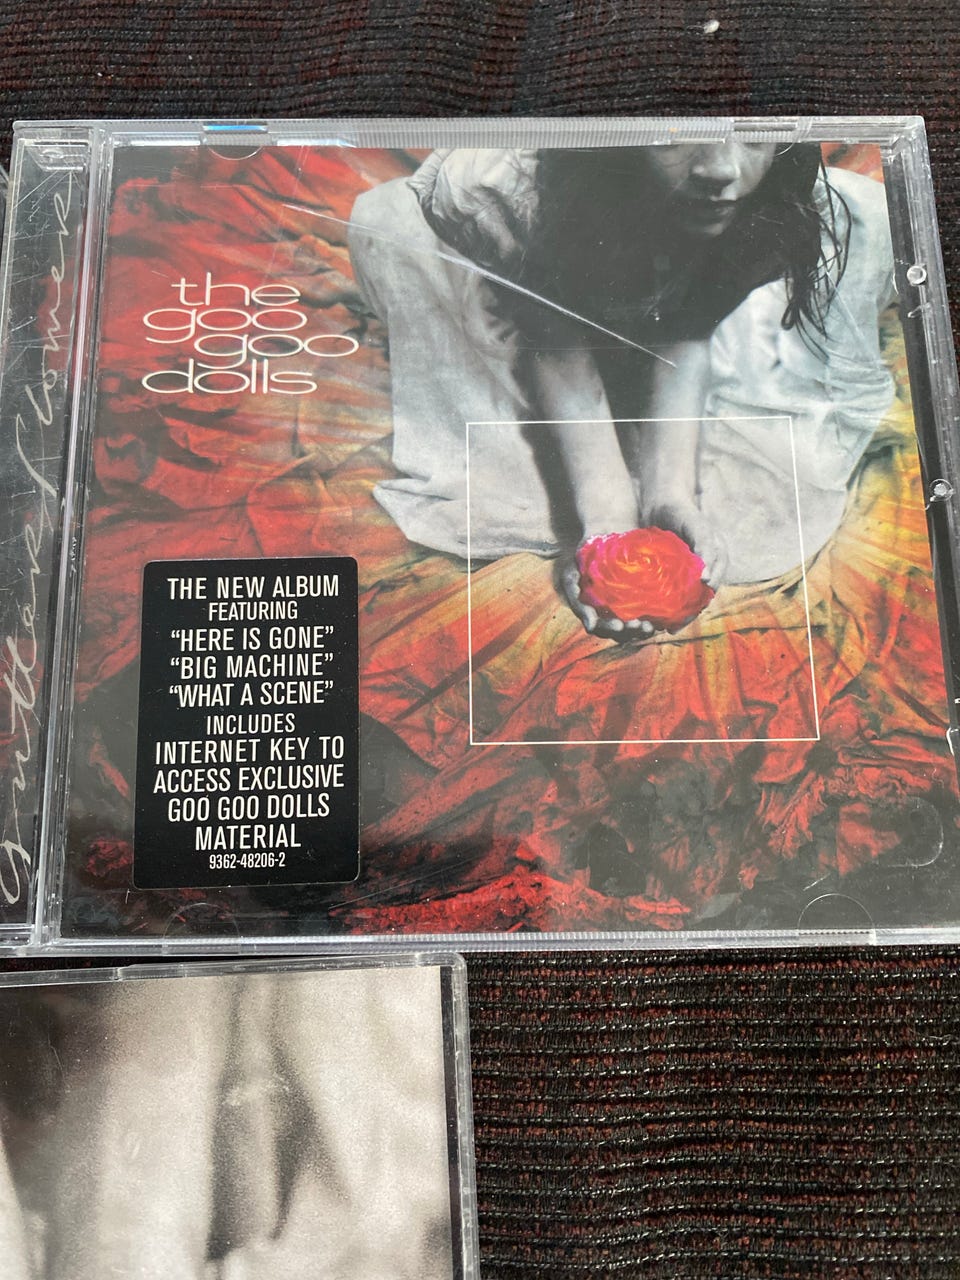 the
goo
goo
dolls
THE NEW ALBUM
FEATURING
“HERE IS GONE”
“BIG MACHINE”
“WHAT A SCENE”
INCLUDES
INTERNET KEY TO
ACCESS EXCLUSIVE
GOO GOO DOLLS
MATERIAL
9362-48206-2
gutterflower